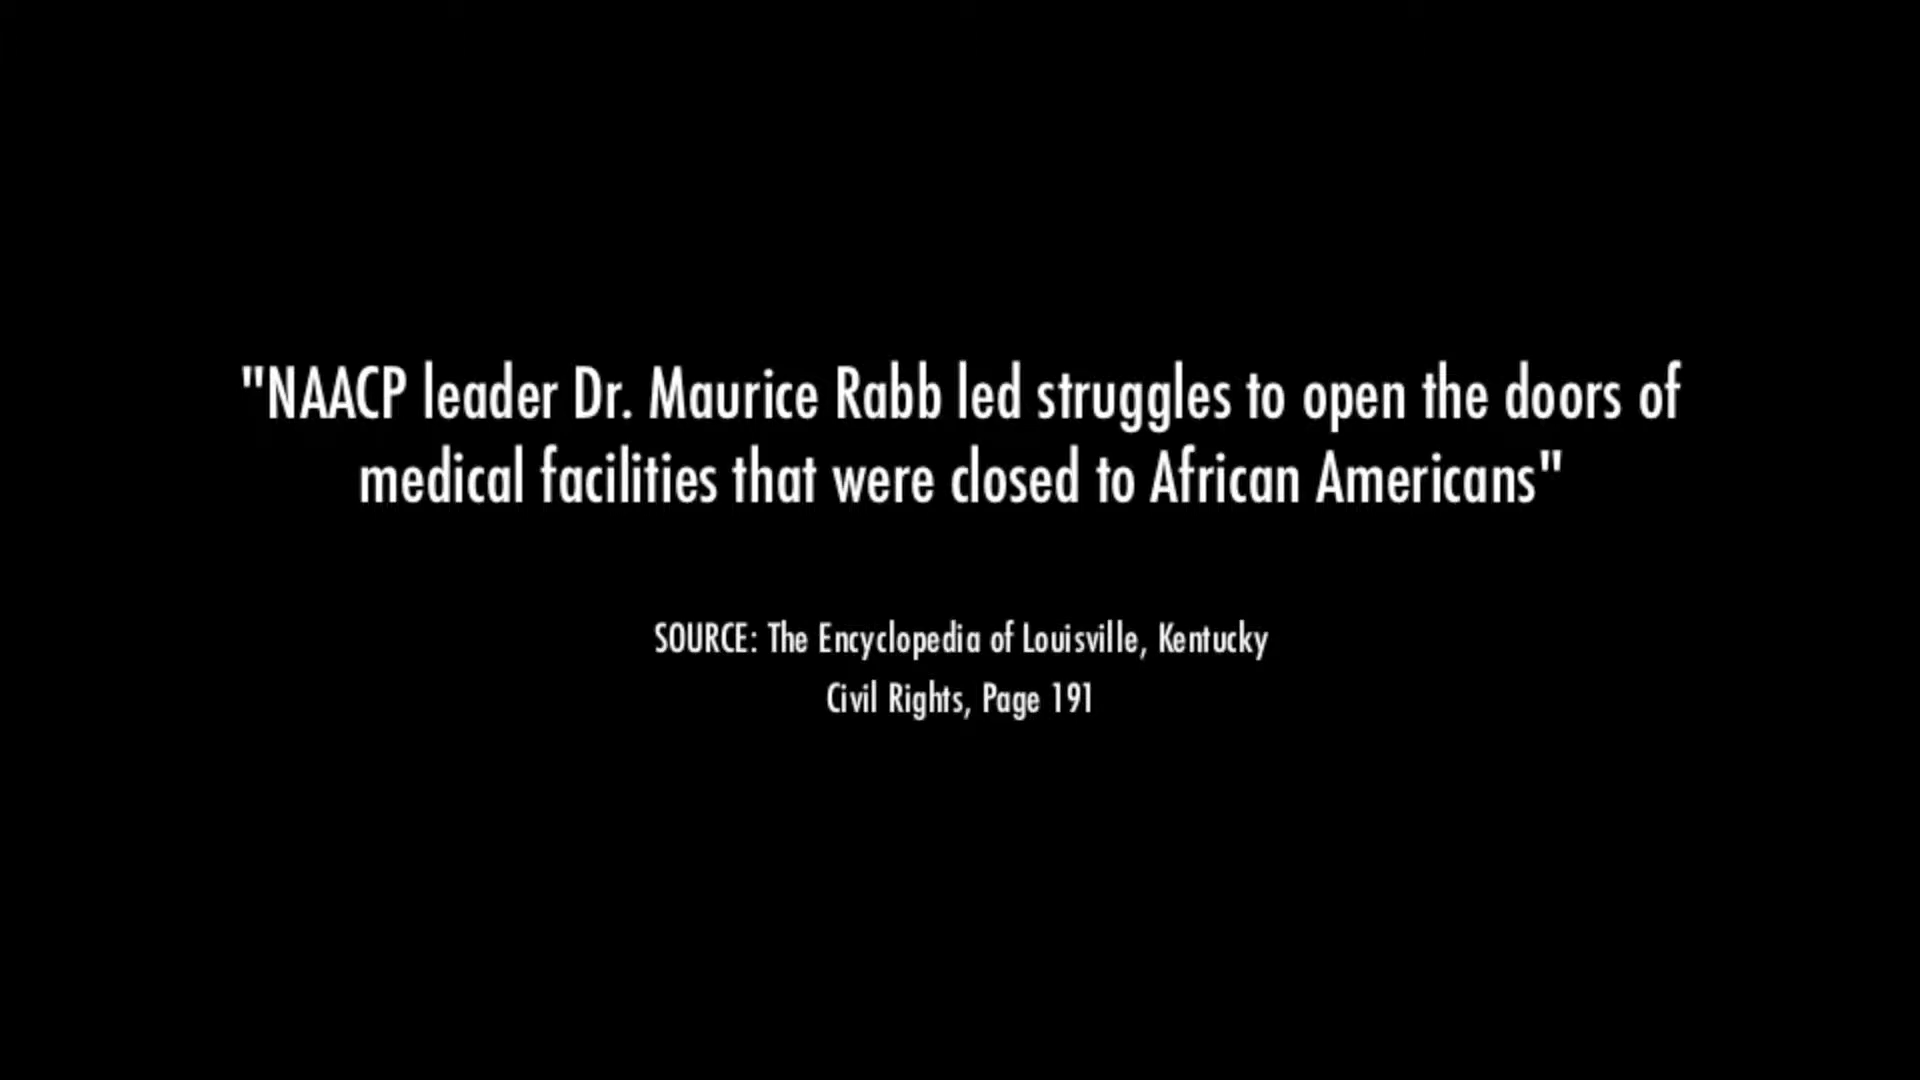 "NAACP leader Dr. Maurice Rabb led struggles to open the doors of
medical facilities that were closed to African Americans"
SOURCE: The Encyclopedia of Louisville, Kentucky
Civil Rights, Page 191